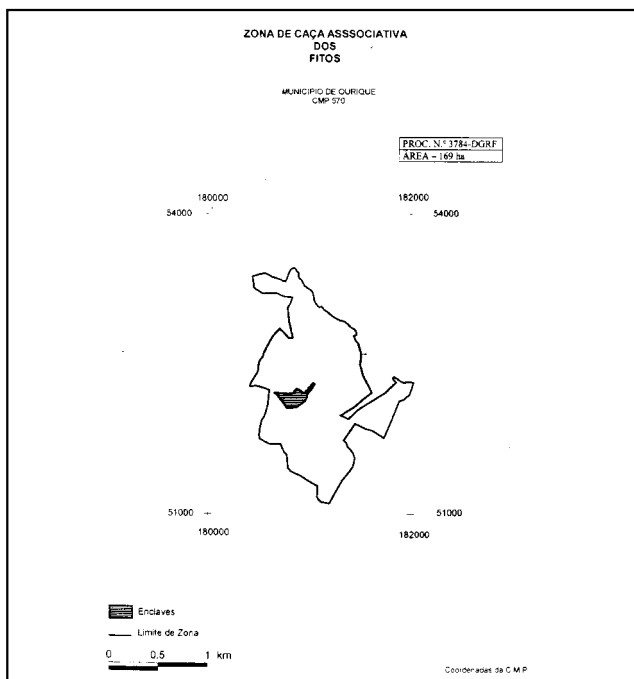 ZONA DE CAÇA ASSSOCIATIVA
DOS
FITOS
MUNICIPIO DE OURIQUE
CMP 570
PROC. N.º 3784-DGRF
ÁREA – 169 ha
180000 182000
54000 54000
51000 51000
180000 182000
Enclaves
Limite de Zona
0 0.5 1 km
Coordenadas da C.M.P